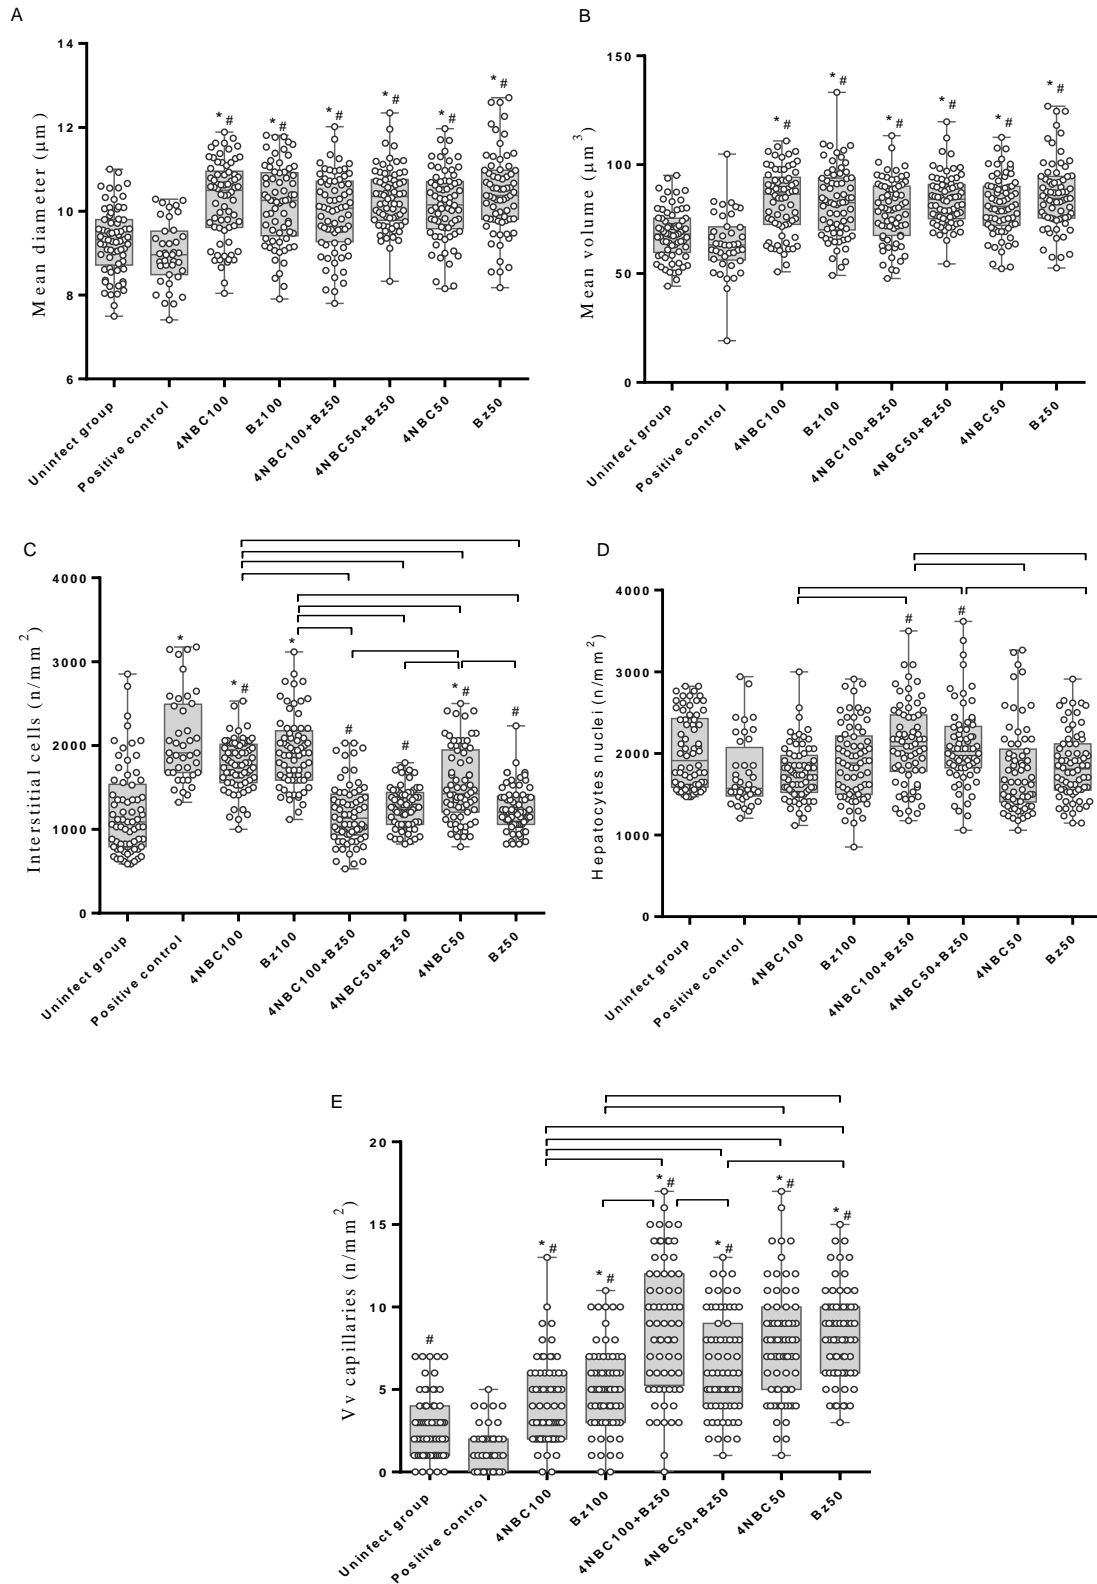 A
Mean diameter (μm)
14
12
10
8
6
* #
* #
* #
* #
* #
* #
Uninfect group
Positive control
4NBC100
Bz100
4NBC100+Bz50
4NBC50+Bz50
4NBC50
Bz50
B
Mean volume (μm³)
150
100
50
0
* #
* #
* #
* #
* #
* #
Uninfect group
Positive control
4NBC100
Bz100
4NBC100+Bz50
4NBC50+Bz50
4NBC50
Bz50
C
Interstitial cells (n/mm²)
4000
3000
2000
1000
0
*
* #
*
#
#
* #
#
Uninfect group
Positive control
4NBC100
Bz100
4NBC100+Bz50
4NBC50+Bz50
4NBC50
Bz50
D
Hepatocytes nuclei (n/mm²)
4000
3000
2000
1000
0
#
#
Uninfect group
Positive control
4NBC100
Bz100
4NBC100+Bz50
4NBC50+Bz50
4NBC50
Bz50
E
Vv capillaries (n/mm²)
20
15
10
5
0
#
* #
* #
* #
* #
* #
* #
Uninfect group
Positive control
4NBC100
Bz100
4NBC100+Bz50
4NBC50+Bz50
4NBC50
Bz50